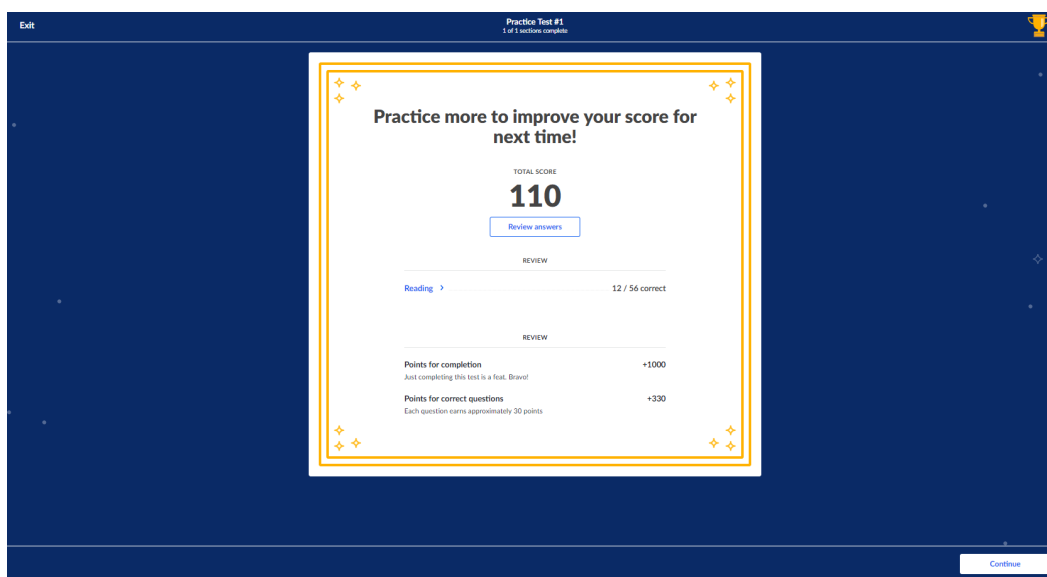 Exit
Practice Test #1
1 of 1 sections complete
Practice more to improve your score for
next time!
TOTAL SCORE
110
Review answers
REVIEW
Reading > 12 / 56 correct
REVIEW
Points for completion +1000
Just completing this test is a feat. Bravo!
Points for correct questions +330
Each question earns approximately 30 points
Continue